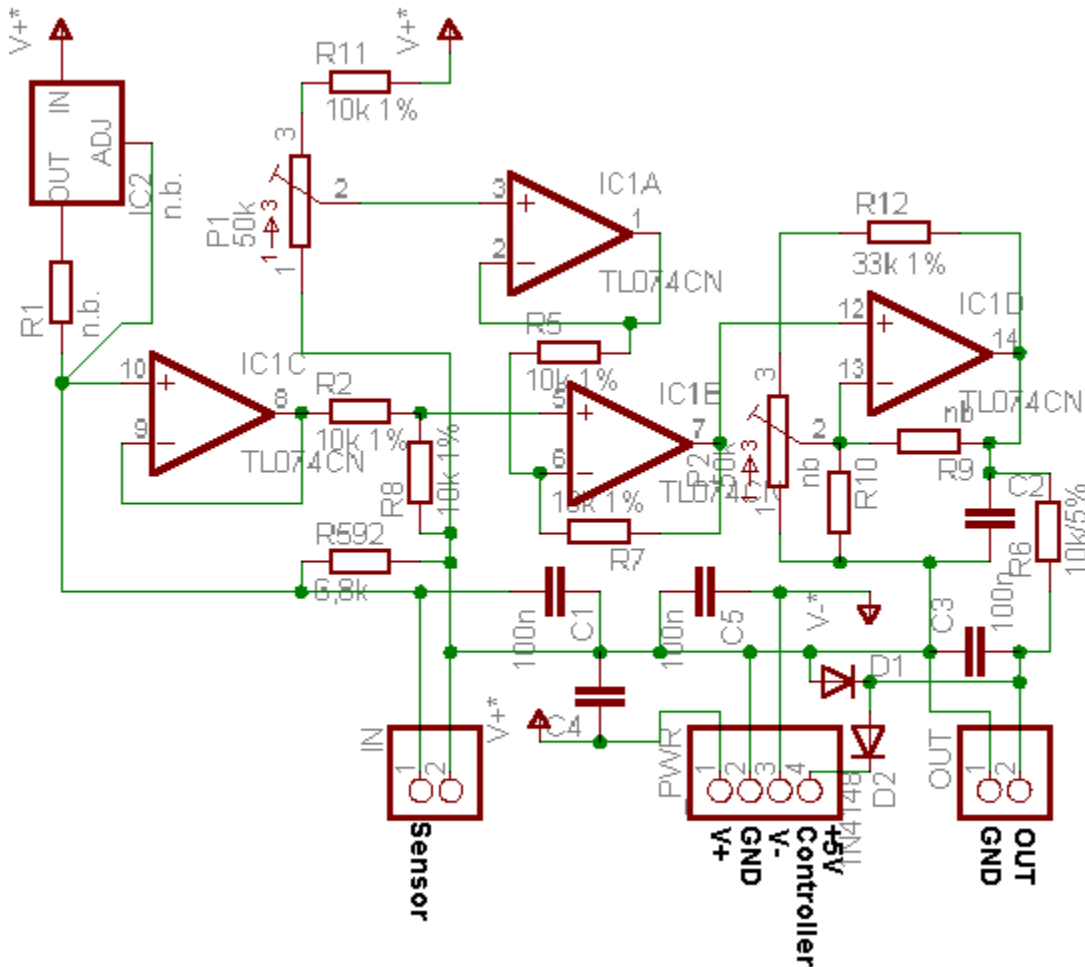 V+*
V+*
R11
10k 1%
IN
ADJ
OUT
IC2
n.b.
3
P1
50k
1
3
2
1
3
2
1
IC1A
TL074CN
R12
33k 1%
R1
n.b.
R5
10k 1%
12
13
14
IC1D
TL074CN
10
9
8
IC1C
TL074CN
R2
10k 1%
R8
10k 1%
5
6
7
IC1B
TL074CN
10k 1%
R7
3
P2
50k
1
3
2
1
nb
R10
nb
R9
C2
100n
R6
10k/5%
R592
6,8k
100n
C1
100n
C5
V-*
C3
D1
C4
V+*
IN
1
2
Sensor
PWR
1
2
3
4
V+
GND
V-
Controller
+5V
1N4148
D2
OUT
1
2
GND
OUT